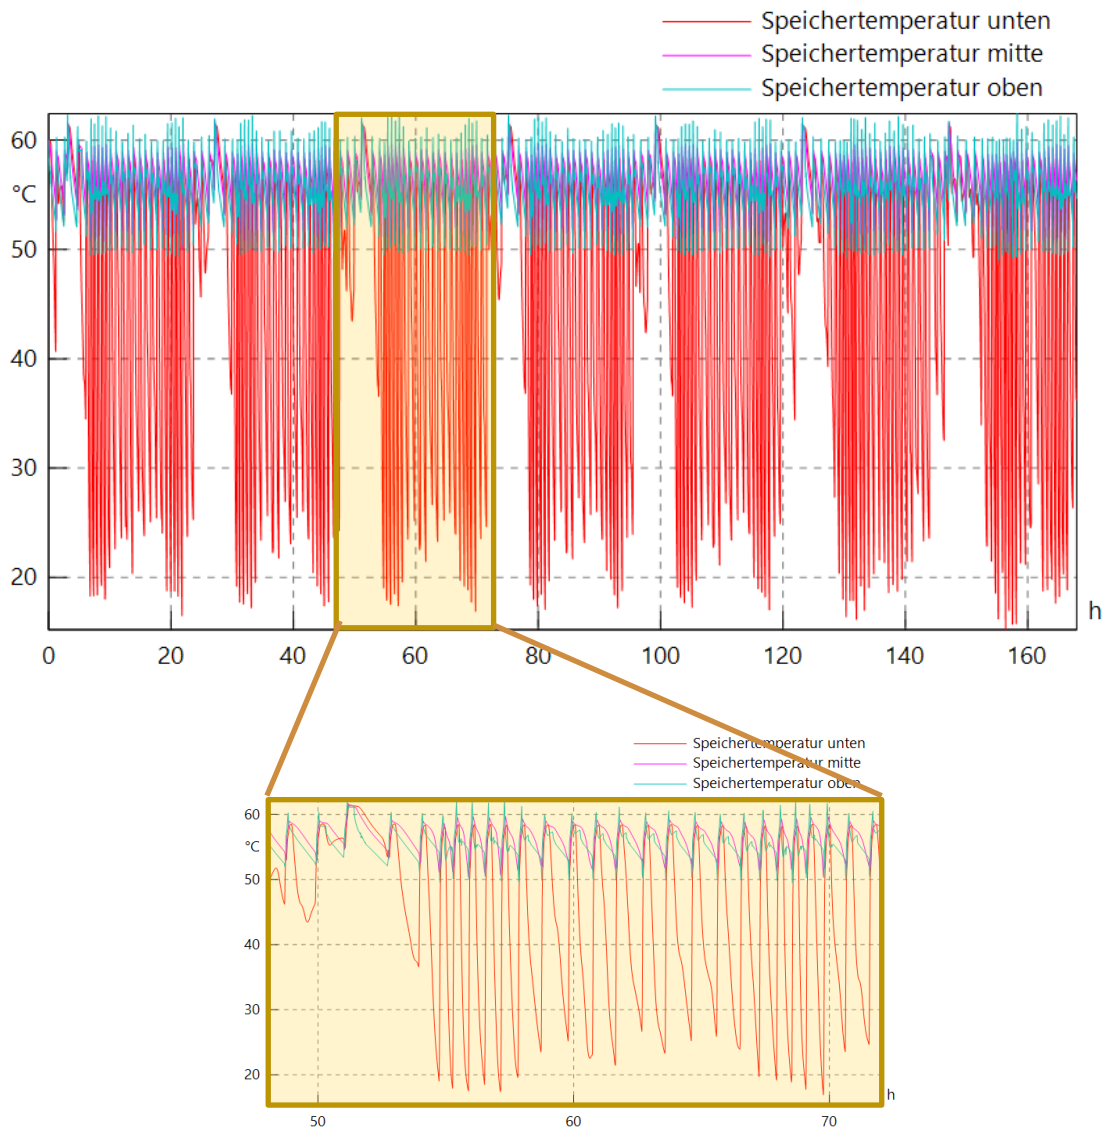 Speichertemperatur unten
Speichertemperatur mitte
Speichertemperatur oben
60
°C
50
40
30
20
h
0 20 40 60 80 100 120 140 160
Speichertemperatur unten
Speichertemperatur mitte
Speichertemperatur oben
60
°C
50
40
30
20
h
50 60 70